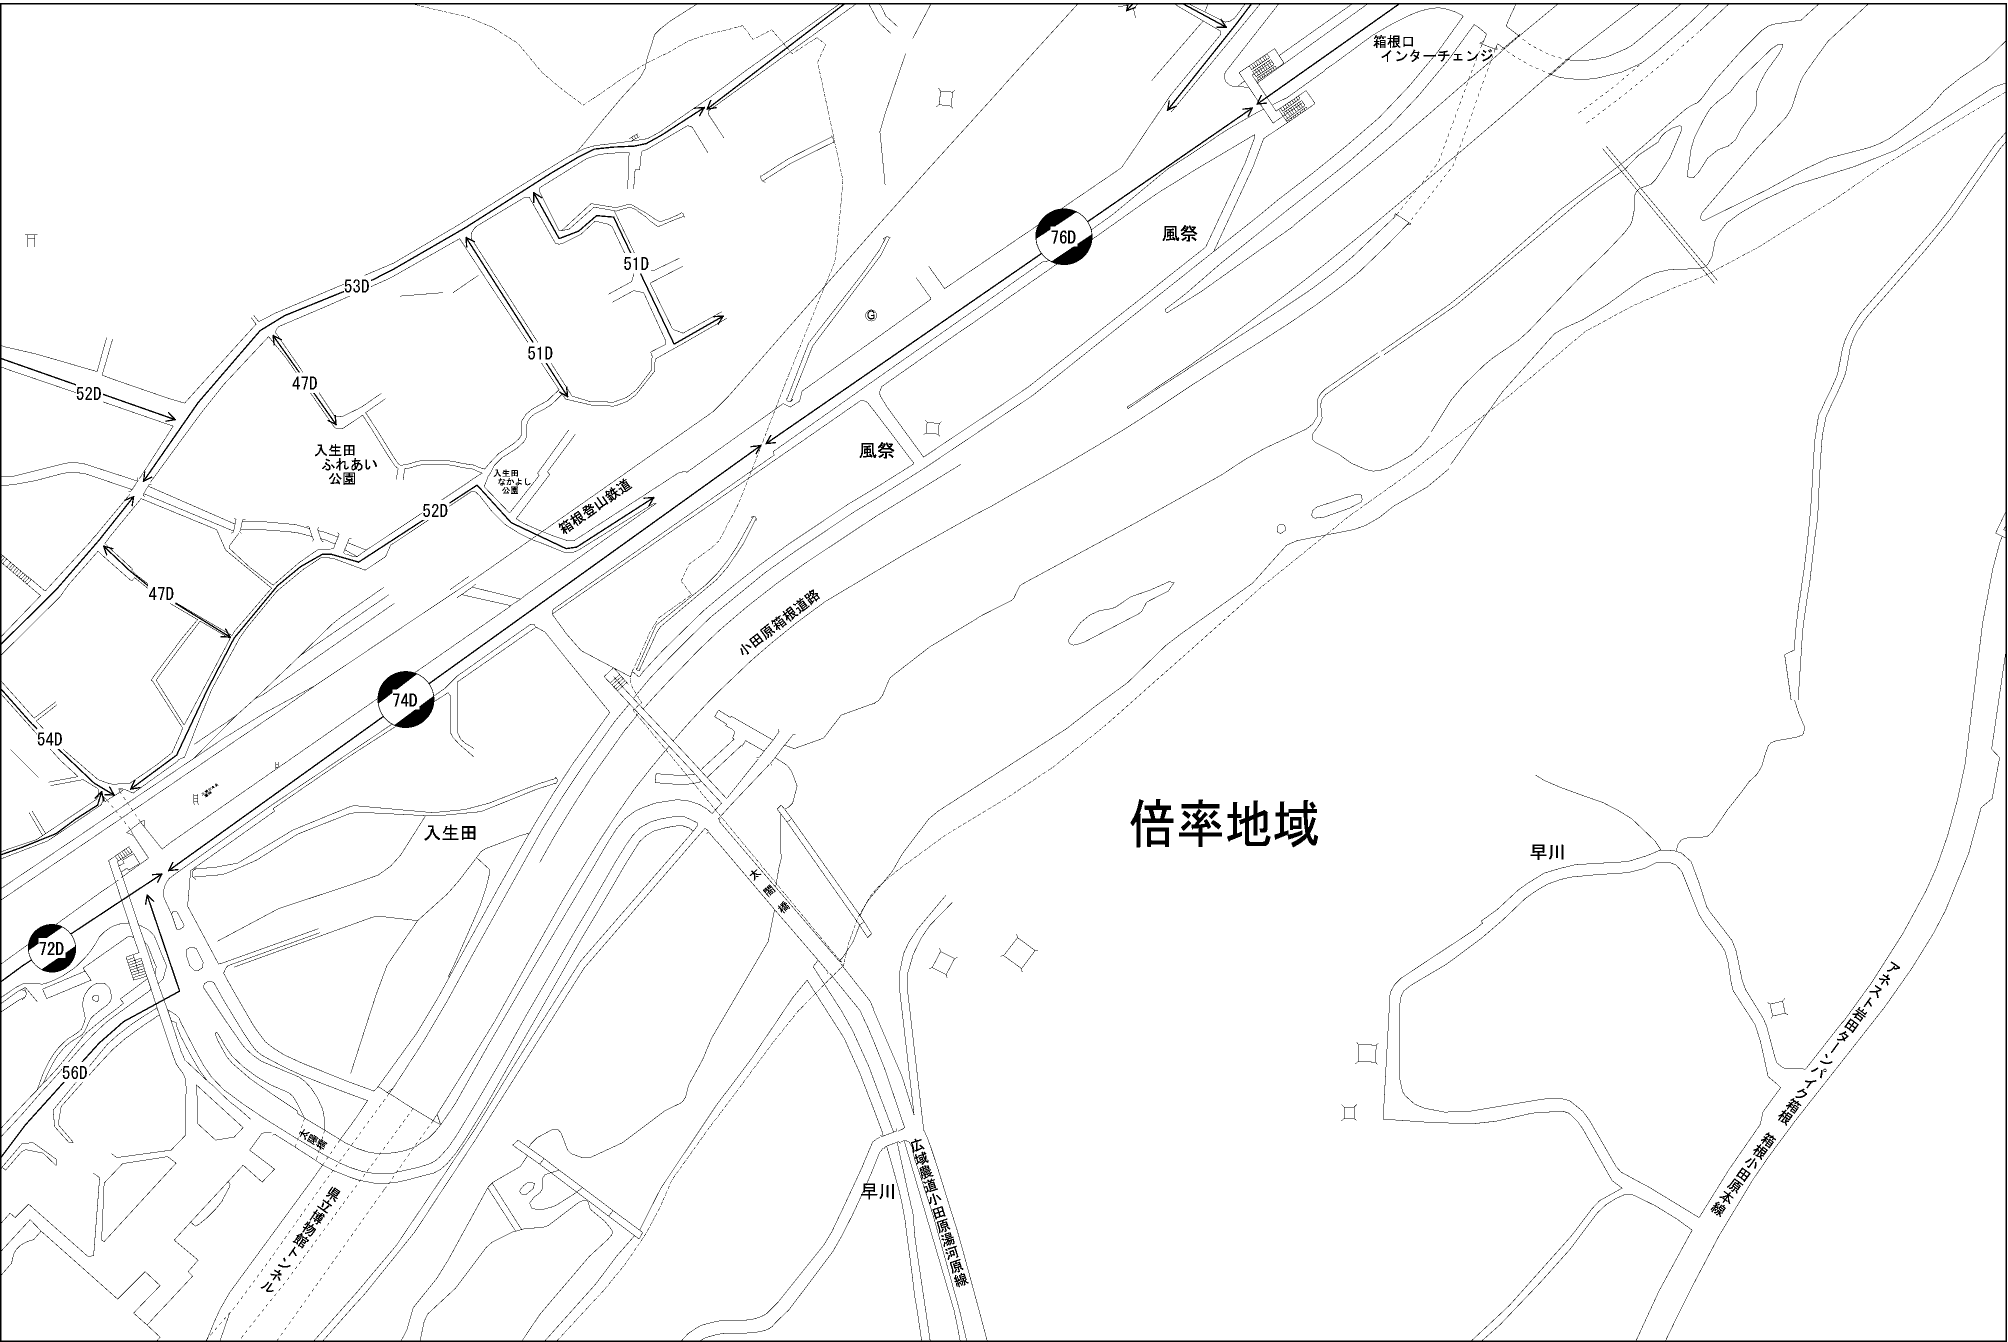 箱根口
インターチェンジ
76D
風祭
51D
53D
51D
G
47D
52D
入生田
ふれあい
公園
入生田
なかよし
公園
風祭
52D
箱根登山鉄道
47D
小田原箱根道路
74D
54D
入生田
倍率地域
早川
太閤橋
72D
アネスト岩田ターンパイク箱根 箱根小田原本線
56D
県立博物館トンネル
早川
広域農道小田原湯河原線